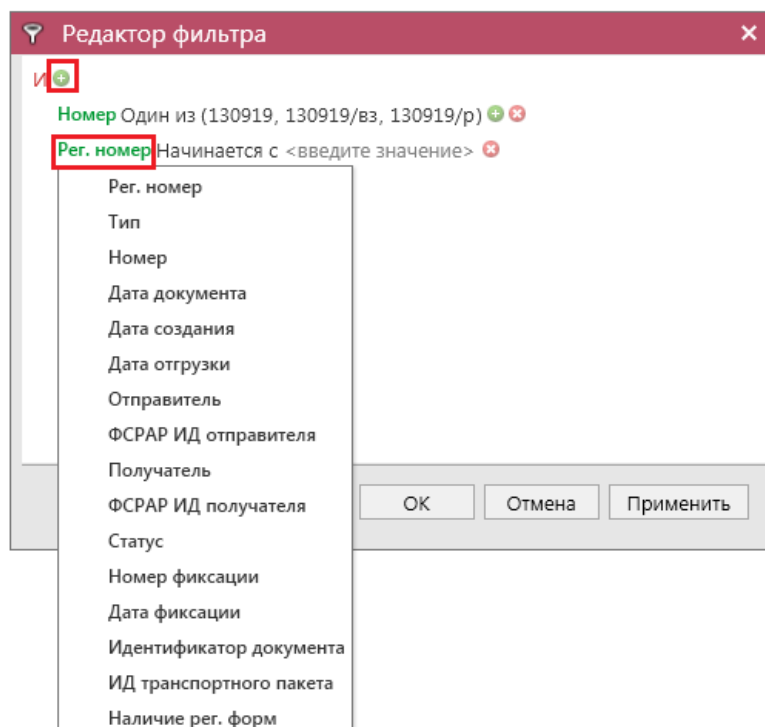 Редактор фильтра
И
Номер Один из (130919, 130919/вз, 130919/р)
Рег. номер Начинается с <введите значение>
Рег. номер
Тип
Номер
Дата документа
Дата создания
Дата отгрузки
Отправитель
ФСРАР ИД отправителя
Получатель
ФСРАР ИД получателя
ОК Отмена Применить
Статус
Номер фиксации
Дата фиксации
Идентификатор документа
ИД транспортного пакета
Наличие рег. форм